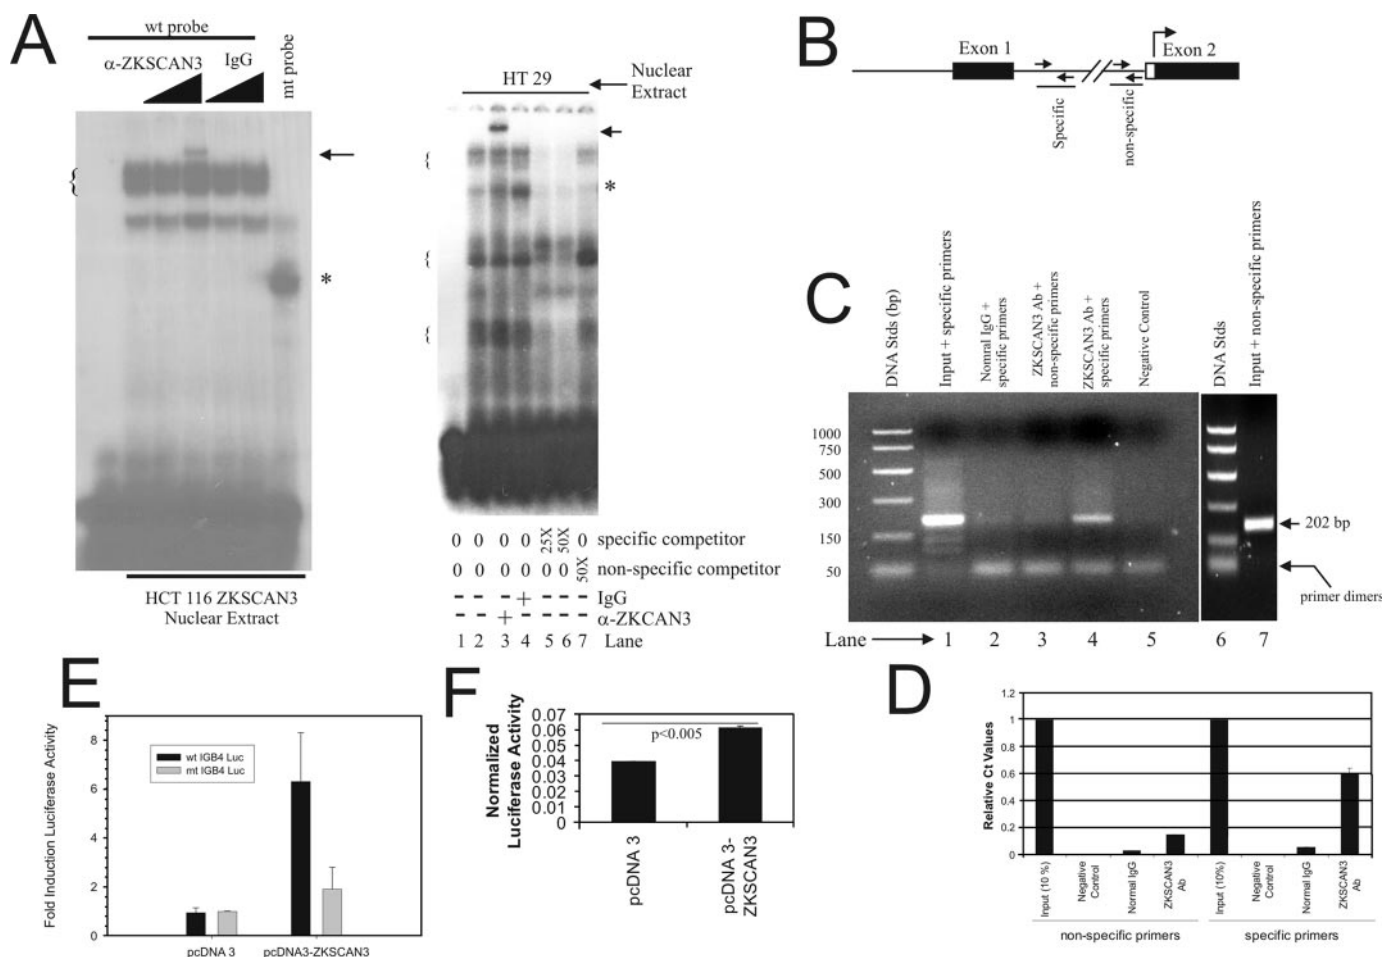 A
wt probe
α-ZKSCAN3
IgG
mt probe
{
*
HCT 116 ZKSCAN3
Nuclear Extract
HT 29
Nuclear
Extract
{
*
{
{
0 0 0 0 25X 50X 0 specific competitor
0 0 0 0 0 0 50X non-specific competitor
- - - + - - - IgG
- - + - - - - α-ZKCAN3
1 2 3 4 5 6 7 Lane
B
Exon 1
Exon 2
Specific
non-specific
C
DNA Stds (bp)
Input + specific primers
Nomral IgG +
specific primers
ZKSCAN3 Ab +
non-specific primers
ZKSCAN3 Ab +
specific primers
Negative Control
DNA Stds
Input + non-specific primers
1000
750
500
300
150
50
202 bp
primer dimers
Lane 1 2 3 4 5 6 7
D
Relative Ct Values
1.2
1
0.8
0.6
0.4
0.2
0
Input (10 %)
Negative
Control
Normal IgG
ZKSCAN3
Ab
Input (10%)
Negative
Control
Normal IgG
ZKSCAN3
Ab
non-specific primers
specific primers
E
Fold Induction Luciferase Activity
8
6
4
2
0
wt IGB4 Luc
mt IGB4 Luc
pcDNA 3
pcDNA3-ZKSCAN3
F
Normalized
Luciferase Activity
0.07
0.06
0.05
0.04
0.03
0.02
0.01
0
p<0.005
pcDNA 3
pcDNA 3-
ZKSCAN3